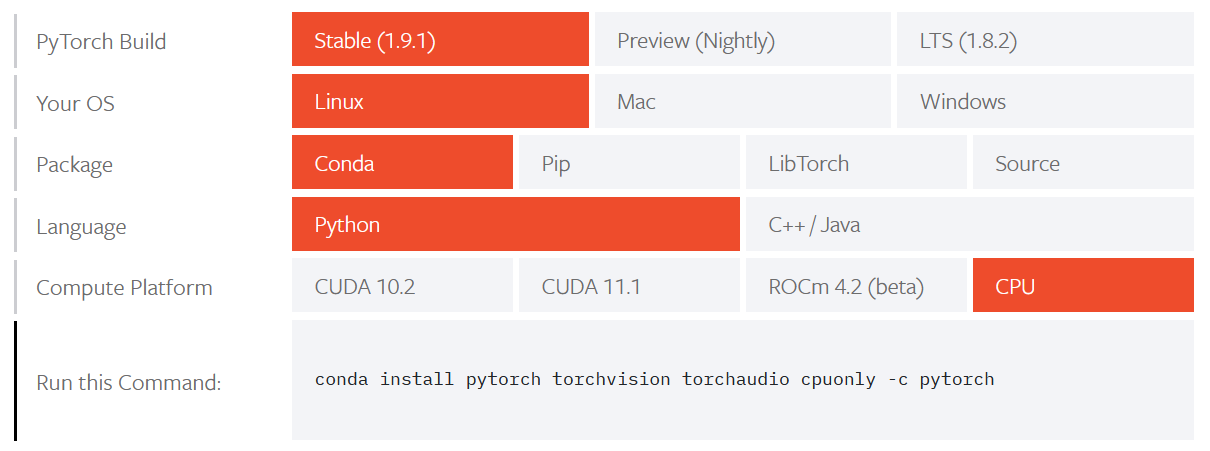 PyTorch Build Stable (1.9.1) Preview (Nightly) LTS (1.8.2)
Your OS Linux Mac Windows
Package Conda Pip LibTorch Source
Language Python C++ / Java
Compute Platform CUDA 10.2 CUDA 11.1 ROCm 4.2 (beta) CPU
Run this Command: conda install pytorch torchvision torchaudio cpuonly -c pytorch